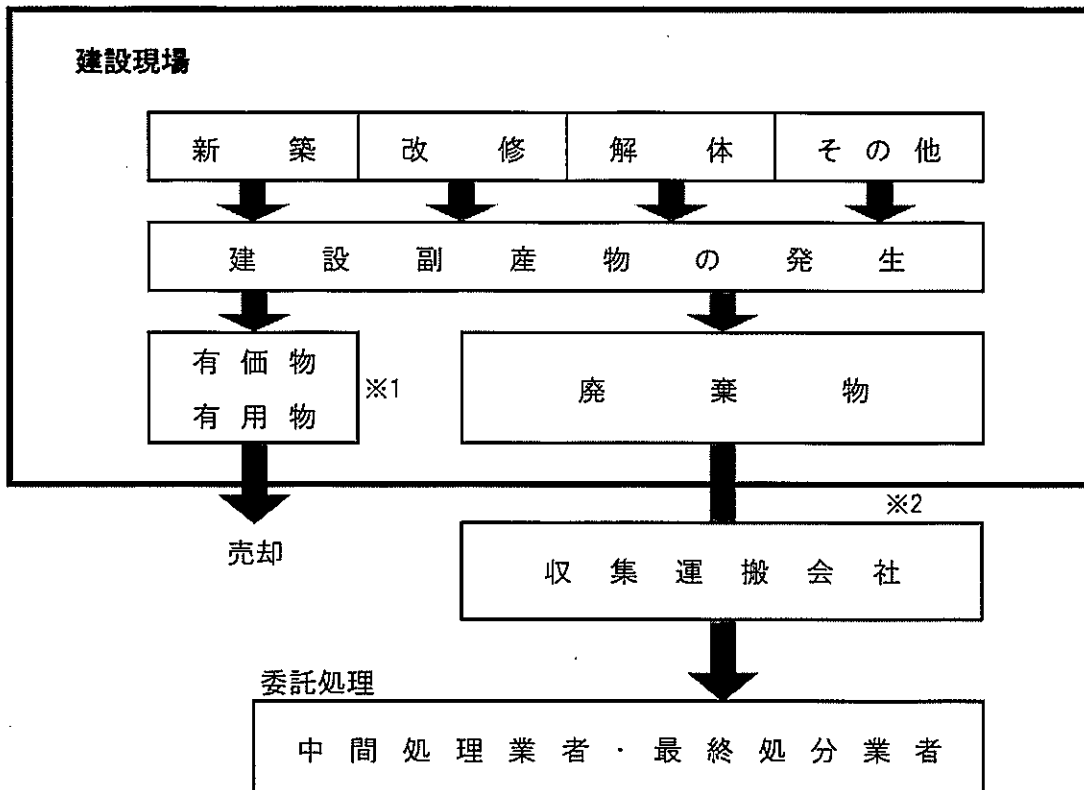 建設現場
新築 改修 解体 その他
建設副産物の発生
有価物
有用物
※1
廃棄物
※2
売却
収集運搬会社
委託処理
中間処理業者・最終処分業者